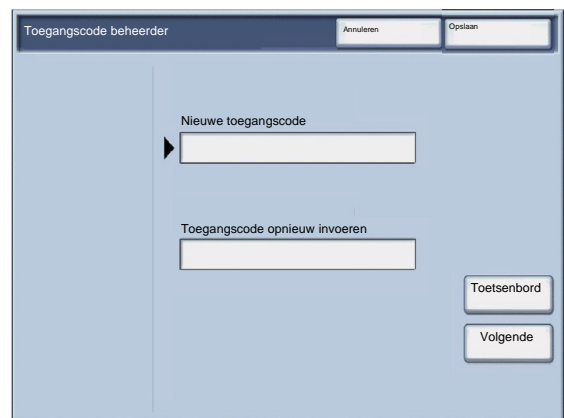 Toegangscode beheerder
Annuleren
Opslaan
Nieuwe toegangscode
Toegangscode opnieuw invoeren
Toetsenbord
Volgende